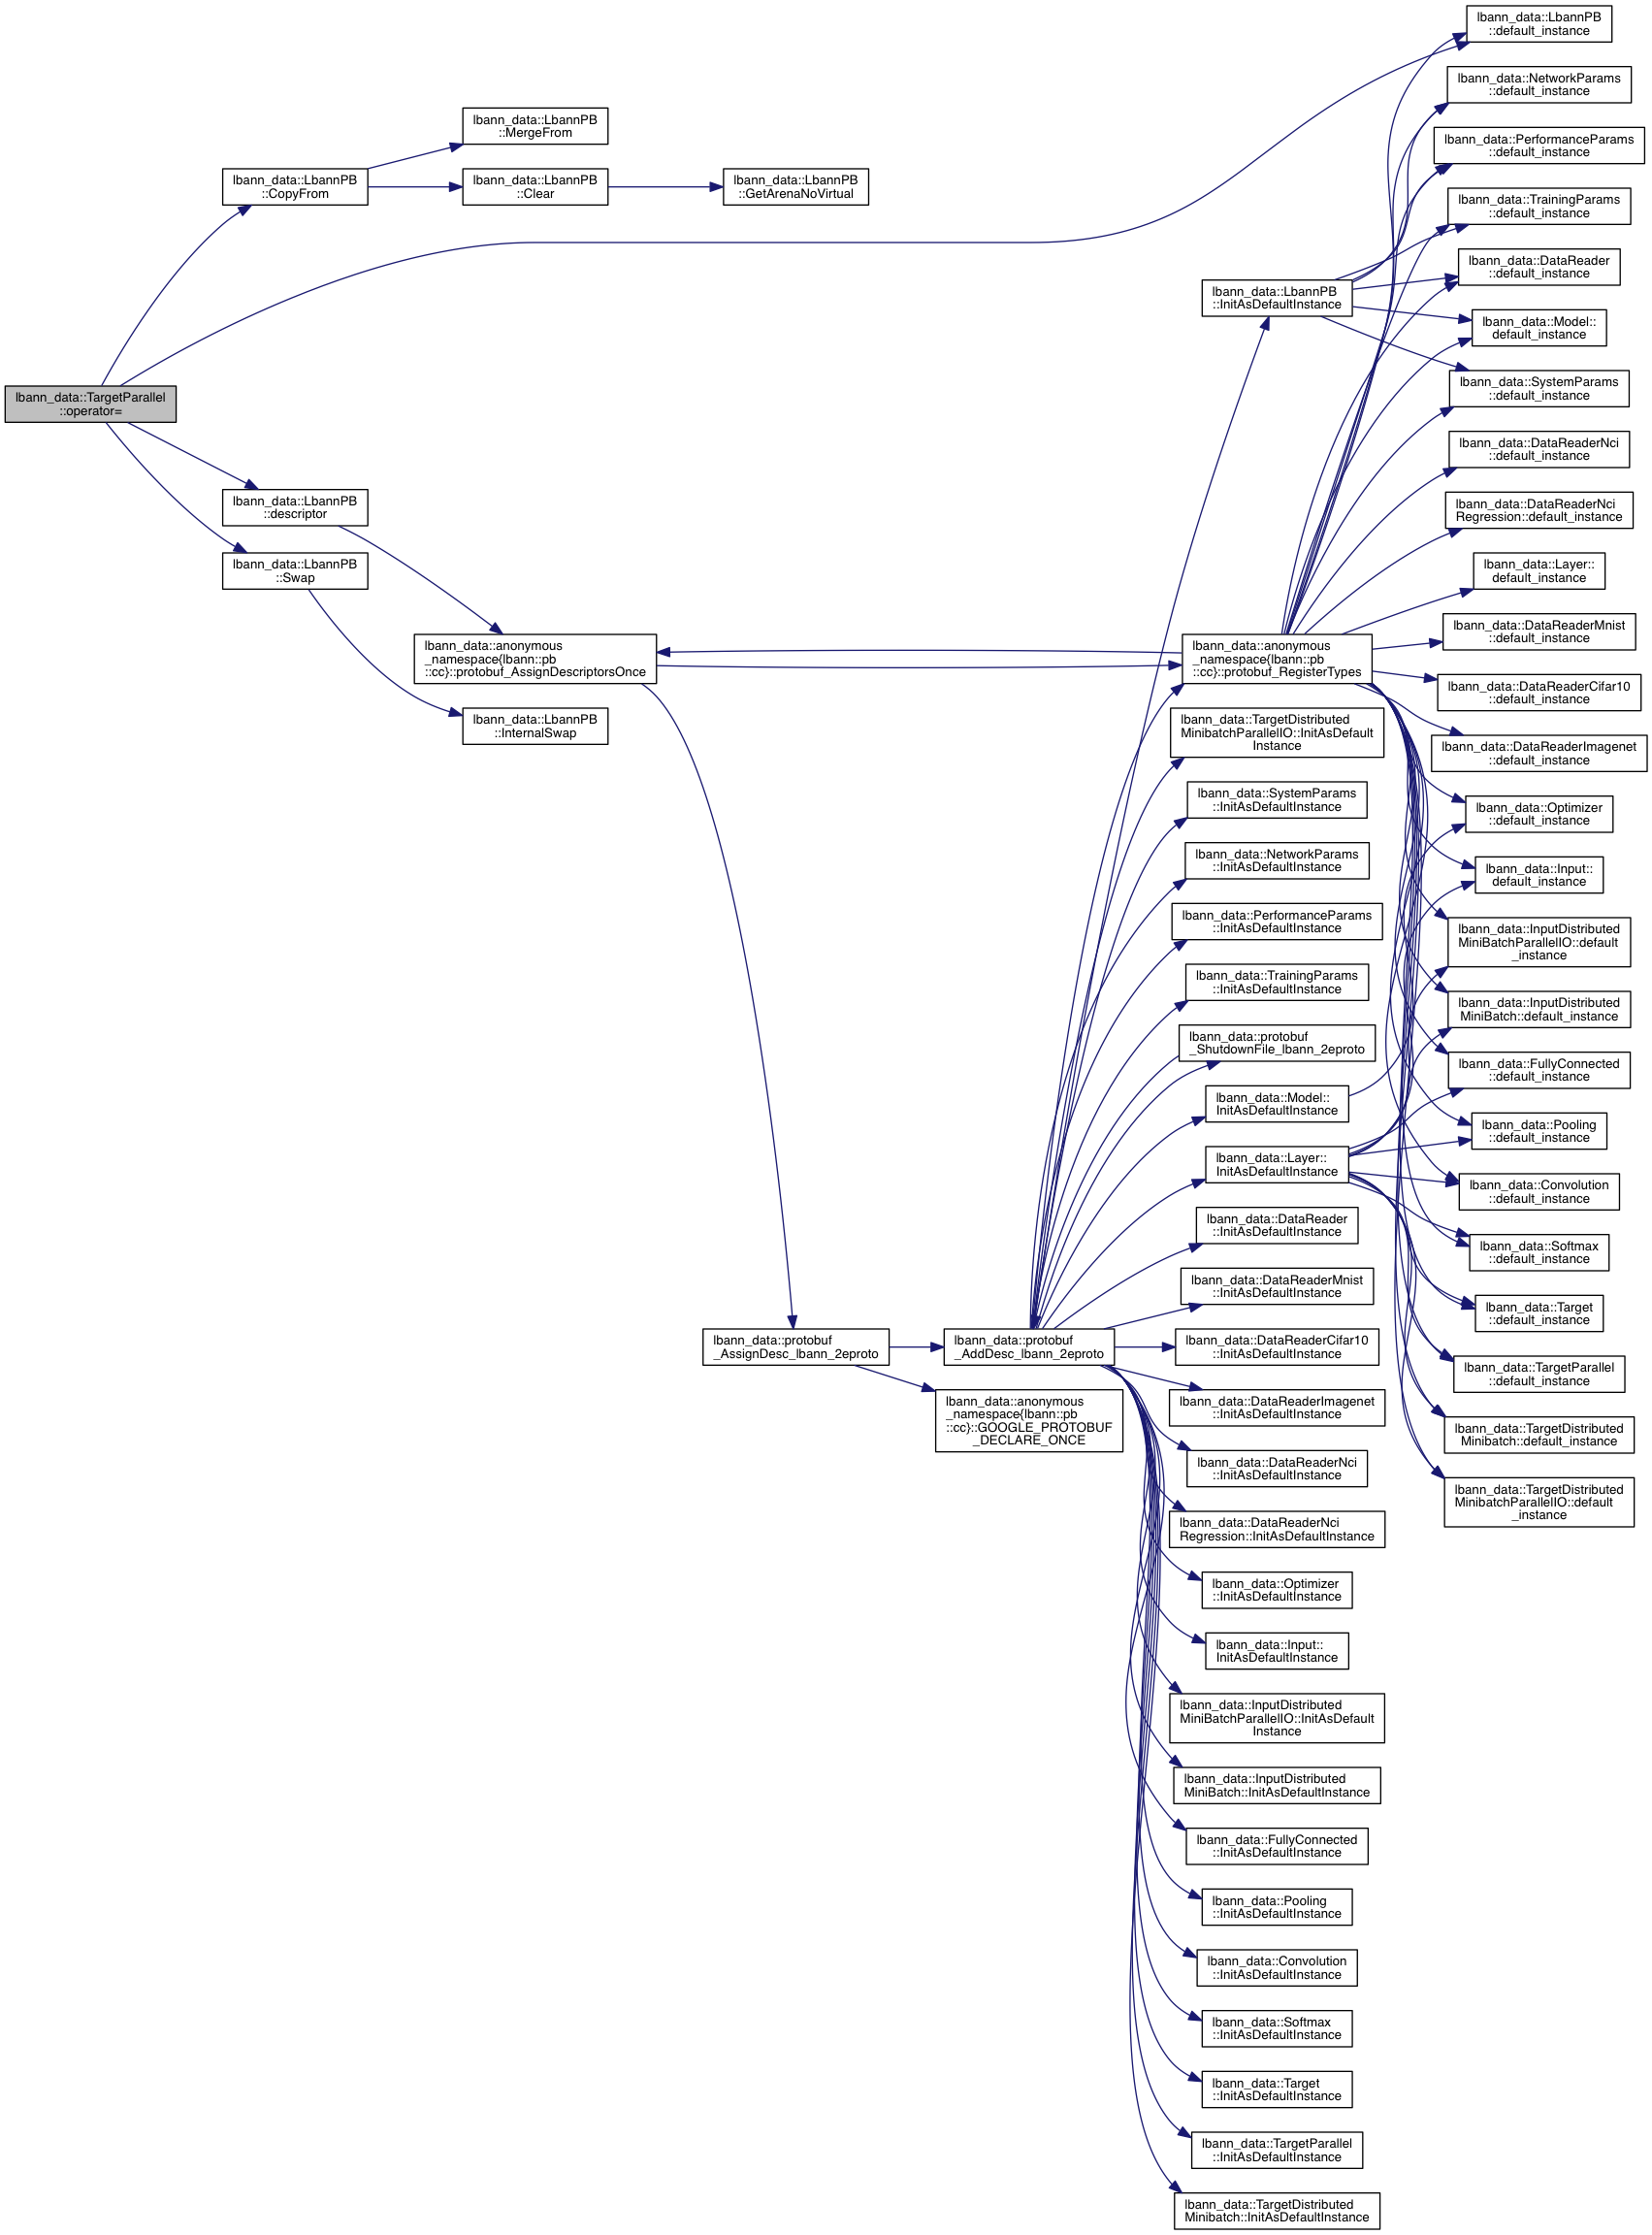 lbann_data::TargetParallel
::operator=
lbann_data::LbannPB
::CopyFrom
lbann_data::LbannPB
::descriptor
lbann_data::LbannPB
::Swap
lbann_data::LbannPB
::MergeFrom
lbann_data::LbannPB
::Clear
lbann_data::anonymous
_namespace{lbann::pb
::cc}::protobuf_AssignDescriptorsOnce
lbann_data::LbannPB
::InternalSwap
lbann_data::LbannPB
::GetArenaNoVirtual
lbann_data::protobuf
_AssignDesc_lbann_2eproto
lbann_data::protobuf
_AddDesc_lbann_2eproto
lbann_data::anonymous
_namespace{lbann::pb
::cc}::GOOGLE_PROTOBUF
_DECLARE_ONCE
lbann_data::LbannPB
::InitAsDefaultInstance
lbann_data::anonymous
_namespace{lbann::pb
::cc}::protobuf_RegisterTypes
lbann_data::TargetDistributed
MinibatchParallelIO::InitAsDefault
Instance
lbann_data::SystemParams
::InitAsDefaultInstance
lbann_data::NetworkParams
::InitAsDefaultInstance
lbann_data::PerformanceParams
::InitAsDefaultInstance
lbann_data::TrainingParams
::InitAsDefaultInstance
lbann_data::protobuf
_ShutdownFile_lbann_2eproto
lbann_data::Model::
InitAsDefaultInstance
lbann_data::Layer::
InitAsDefaultInstance
lbann_data::DataReader
::InitAsDefaultInstance
lbann_data::DataReaderMnist
::InitAsDefaultInstance
lbann_data::DataReaderCifar10
::InitAsDefaultInstance
lbann_data::DataReaderImagenet
::InitAsDefaultInstance
lbann_data::DataReaderNci
::InitAsDefaultInstance
lbann_data::DataReaderNci
Regression::InitAsDefaultInstance
lbann_data::Optimizer
::InitAsDefaultInstance
lbann_data::Input::
InitAsDefaultInstance
lbann_data::InputDistributed
MiniBatchParallelIO::InitAsDefault
Instance
lbann_data::InputDistributed
MiniBatch::InitAsDefaultInstance
lbann_data::FullyConnected
::InitAsDefaultInstance
lbann_data::Pooling
::InitAsDefaultInstance
lbann_data::Convolution
::InitAsDefaultInstance
lbann_data::Softmax
::InitAsDefaultInstance
lbann_data::Target
::InitAsDefaultInstance
lbann_data::TargetParallel
::InitAsDefaultInstance
lbann_data::TargetDistributed
Minibatch::InitAsDefaultInstance
lbann_data::LbannPB
::default_instance
lbann_data::NetworkParams
::default_instance
lbann_data::PerformanceParams
::default_instance
lbann_data::TrainingParams
::default_instance
lbann_data::DataReader
::default_instance
lbann_data::Model::
default_instance
lbann_data::SystemParams
::default_instance
lbann_data::DataReaderNci
::default_instance
lbann_data::DataReaderNci
Regression::default_instance
lbann_data::Layer::
default_instance
lbann_data::DataReaderMnist
::default_instance
lbann_data::DataReaderCifar10
::default_instance
lbann_data::DataReaderImagenet
::default_instance
lbann_data::Optimizer
::default_instance
lbann_data::Input::
default_instance
lbann_data::InputDistributed
MiniBatchParallelIO::default
_instance
lbann_data::InputDistributed
MiniBatch::default_instance
lbann_data::FullyConnected
::default_instance
lbann_data::Pooling
::default_instance
lbann_data::Convolution
::default_instance
lbann_data::Softmax
::default_instance
lbann_data::Target
::default_instance
lbann_data::TargetParallel
::default_instance
lbann_data::TargetDistributed
Minibatch::default_instance
lbann_data::TargetDistributed
MinibatchParallelIO::default
_instance